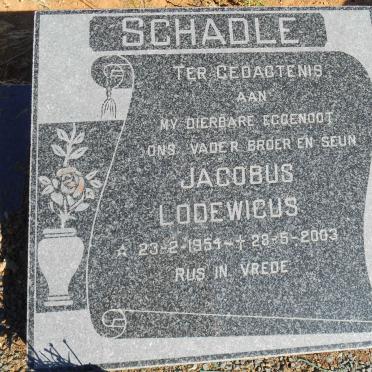 SCHADLE
TER GEDAGTENIS
AAN
MY DIERBARE EGGENOOT
ONS VADER BROER EN SEUN
JACOBUS
LODEWICUS
☆ 23-2-1954 - ✝ 28-5-2003
RUS IN VREDE